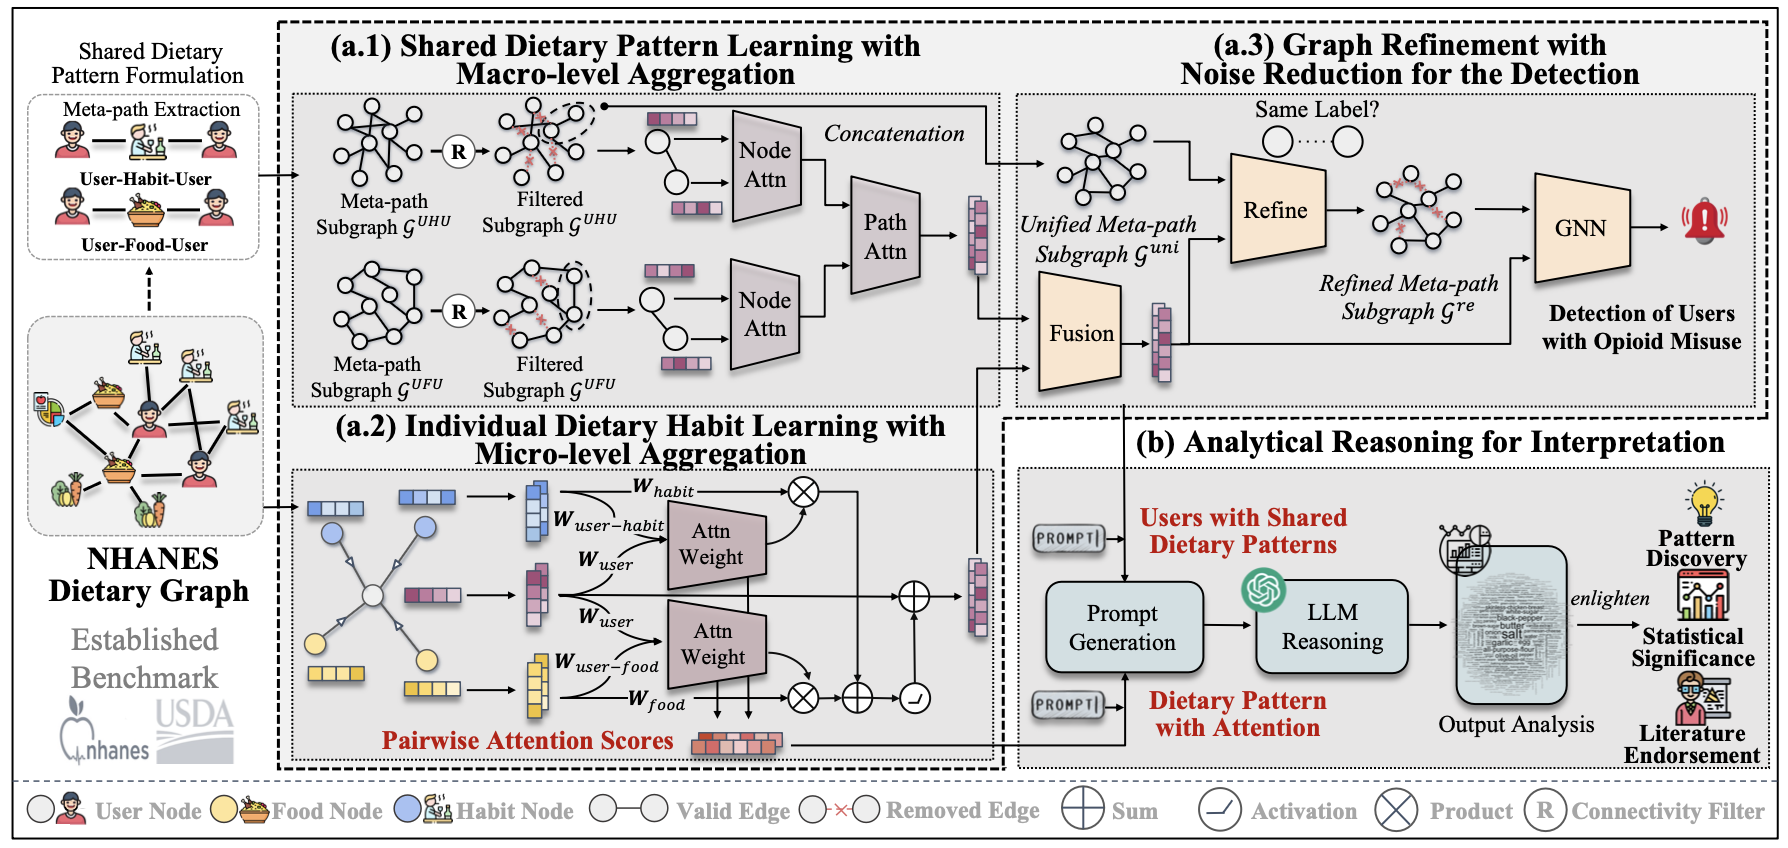 Shared Dietary
Pattern Formulation
Meta-path Extraction
User-Habit-User
User-Food-User
NHANES
Dietary Graph
Established
Benchmark
nhanes
USDA
(a.1) Shared Dietary Pattern Learning with
Macro-level Aggregation
R
Meta-path
Subgraph 𝒢^{UHU}
Filtered
Subgraph 𝒢^{UHU}
Node
Attn
Concatenation
Path
Attn
R
Meta-path
Subgraph 𝒢^{UFU}
Filtered
Subgraph 𝒢^{UFU}
Node
Attn
(a.2) Individual Dietary Habit Learning with
Micro-level Aggregation
W_{habit}
W_{user-habit}
W_{user}
Attn
Weight
W_{user}
W_{user-food}
W_{food}
Attn
Weight
Pairwise Attention Scores
(a.3) Graph Refinement with
Noise Reduction for the Detection
Same Label?
Unified Meta-path
Subgraph 𝒢^{uni}
Refine
Refined Meta-path
Subgraph 𝒢^{re}
GNN
Fusion
Detection of Users
with Opioid Misuse
(b) Analytical Reasoning for Interpretation
PROMPT
Users with Shared
Dietary Patterns
Prompt
Generation
LLM
Reasoning
PROMPT
Dietary Pattern
with Attention
black-pepper
butter
salt
all-purpose-flour
Output Analysis
enlighten
Pattern
Discovery
Statistical
Significance
Literature
Endorsement
User Node
Food Node
Habit Node
Valid Edge
Removed Edge
Sum
Activation
Product
R
Connectivity Filter